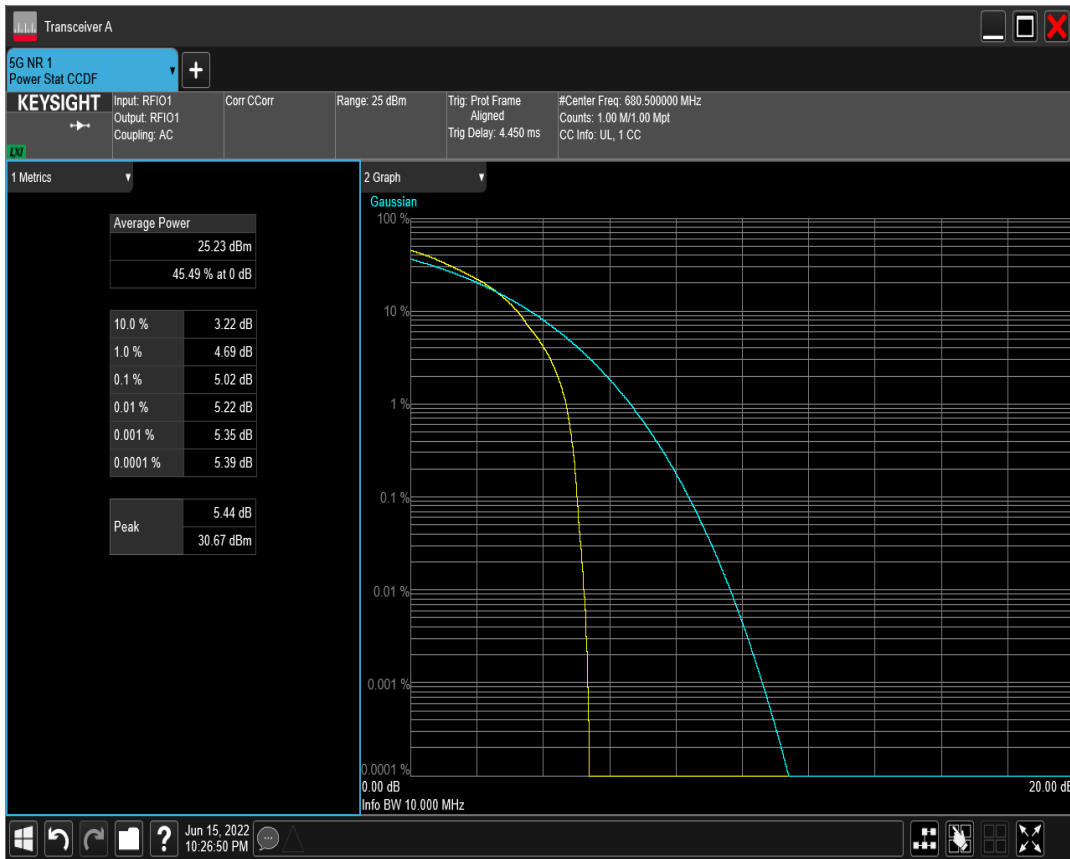 Transceiver A
5G NR 1
Power Stat CCDF
+
KEYSIGHT
LXI
Input: RFIO1
Output: RFIO1
Coupling: AC
Corr CCorr
Range: 25 dBm
Trig: Prot Frame
Aligned
Trig Delay: 4.450 ms
#Center Freq: 680.500000 MHz
Counts: 1.00 M/1.00 Mpt
CC Info: UL, 1 CC
1 Metrics
Average Power
25.23 dBm
45.49 % at 0 dB
10.0 % 3.22 dB
1.0 % 4.69 dB
0.1 % 5.02 dB
0.01 % 5.22 dB
0.001 % 5.35 dB
0.0001 % 5.39 dB
Peak
5.44 dB
30.67 dBm
2 Graph
Gaussian
100 %
10 %
1 %
0.1 %
0.01 %
0.001 %
0.0001 %
0.00 dB 20.00 dB
Info BW 10.000 MHz
?
Jun 15, 2022
10:26:50 PM